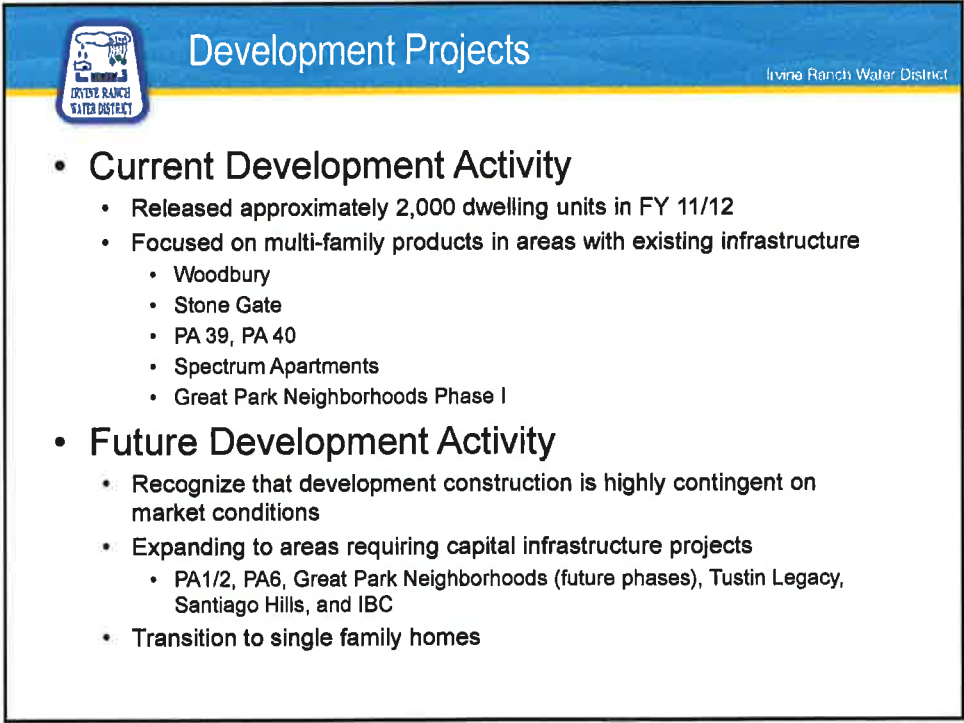 Development Projects
Irvine Ranch Water District
IRVINE RANCH
WATER DISTRICT
• Current Development Activity
• Released approximately 2,000 dwelling units in FY 11/12
• Focused on multi-family products in areas with existing infrastructure
• Woodbury
• Stone Gate
• PA 39, PA 40
• Spectrum Apartments
• Great Park Neighborhoods Phase I
• Future Development Activity
• Recognize that development construction is highly contingent on
market conditions
• Expanding to areas requiring capital infrastructure projects
• PA1/2, PA6, Great Park Neighborhoods (future phases), Tustin Legacy,
Santiago Hills, and IBC
• Transition to single family homes